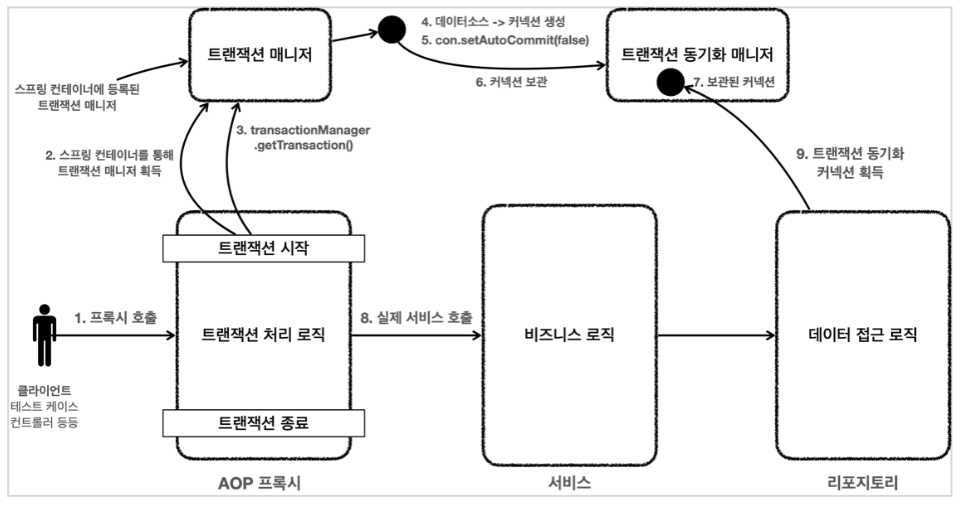 트랜잭션 매니저
4. 데이터소스 -> 커넥션 생성
5. con.setAutoCommit(false)
6. 커넥션 보관
트랜잭션 동기화 매니저
7. 보관된 커넥션
스프링 컨테이너에 등록된
트랜잭션 매니저
3. transactionManager
.getTransaction()
2. 스프링 컨테이너를 통해
트랜잭션 매니저 획득
9. 트랜잭션 동기화
커넥션 획득
트랜잭션 시작
1. 프록시 호출
트랜잭션 처리 로직
8. 실제 서비스 호출
비즈니스 로직
데이터 접근 로직
클라이언트
테스트 케이스
컨트롤러 등등
트랜잭션 종료
AOP 프록시
서비스
리포지토리